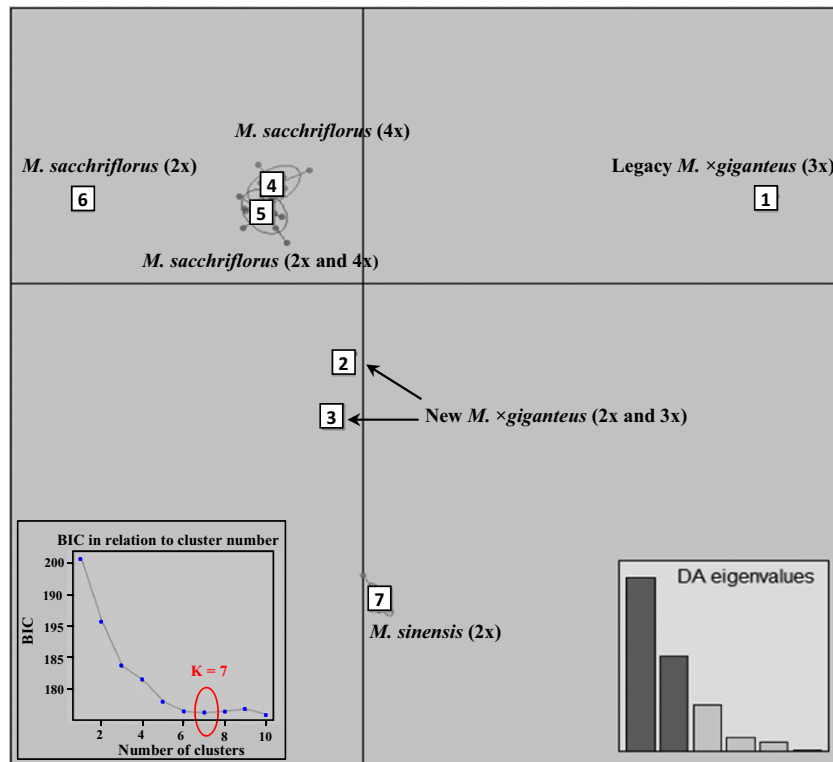 M. sacchriflorus (4x)
M. sacchriflorus (2x)
Legacy M. ×giganteus (3x)
4
6
5
1
M. sacchriflorus (2x and 4x)
2
3
New M. ×giganteus (2x and 3x)
7
M. sinensis (2x)
BIC in relation to cluster number
200
190
195
185
180
BIC
K = 7
2
4
6
8
10
Number of clusters
DA eigenvalues